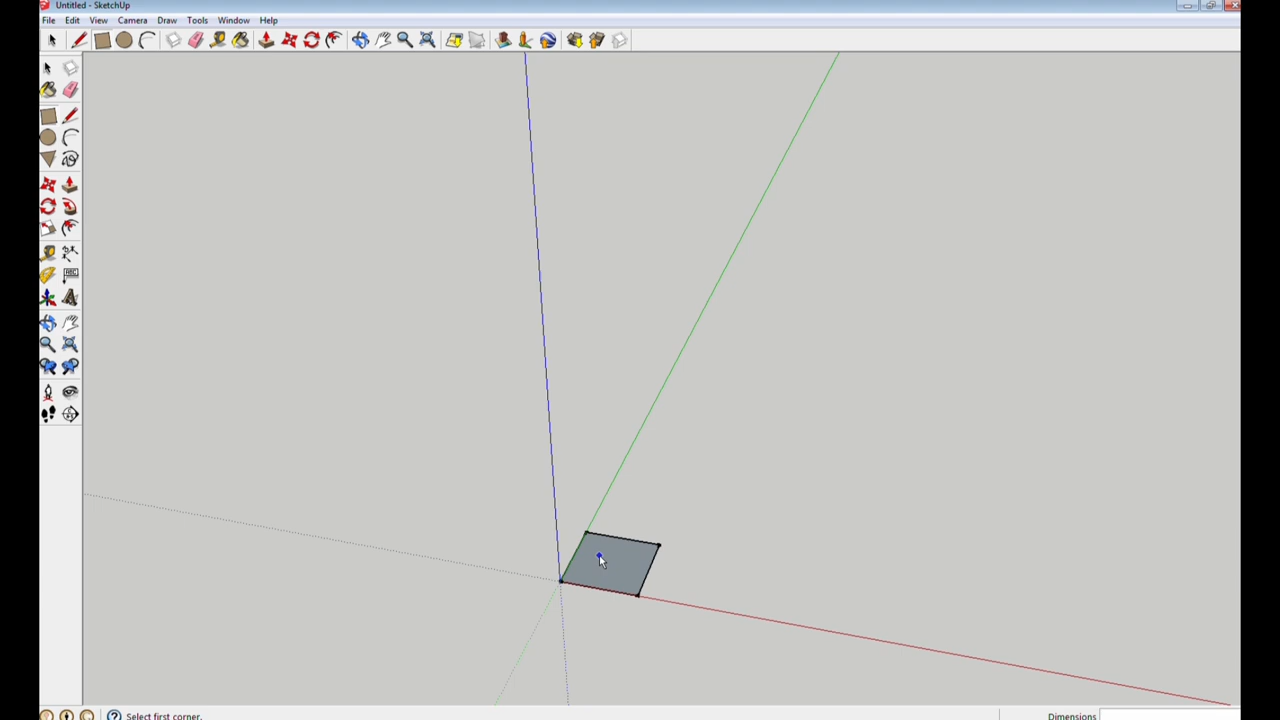 Untitled - SketchUp
File Edit View Camera Draw Tools Window Help
Select first corner.
Dimensions